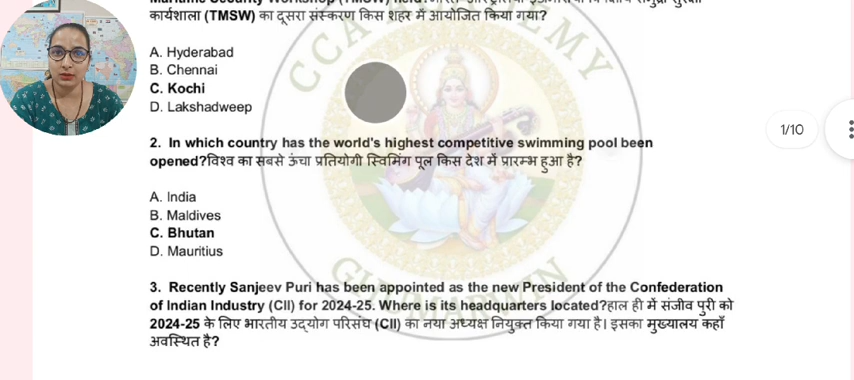 कार्यशाला (TMSW) का दूसरा संस्करण किस शहर में आयोजित किया गया?
A. Hyderabad
B. Chennai
C. Kochi
D. Lakshadweep
1/10
2. In which country has the world's highest competitive swimming pool been
opened?विश्व का सबसे ऊंचा प्रतियोगी स्विमिंग पूल किस देश में प्रारम्भ हुआ है?
A. India
B. Maldives
C. Bhutan
D. Mauritius
3. Recently Sanjeev Puri has been appointed as the new President of the Confederation
of Indian Industry (CII) for 2024-25. Where is its headquarters located?हाल ही में संजीव पुरी को
2024-25 के लिए भारतीय उद्योग परिसंघ (CII) का नया अध्यक्ष नियुक्त किया गया है। इसका मुख्यालय कहाँ
अवस्थित है?